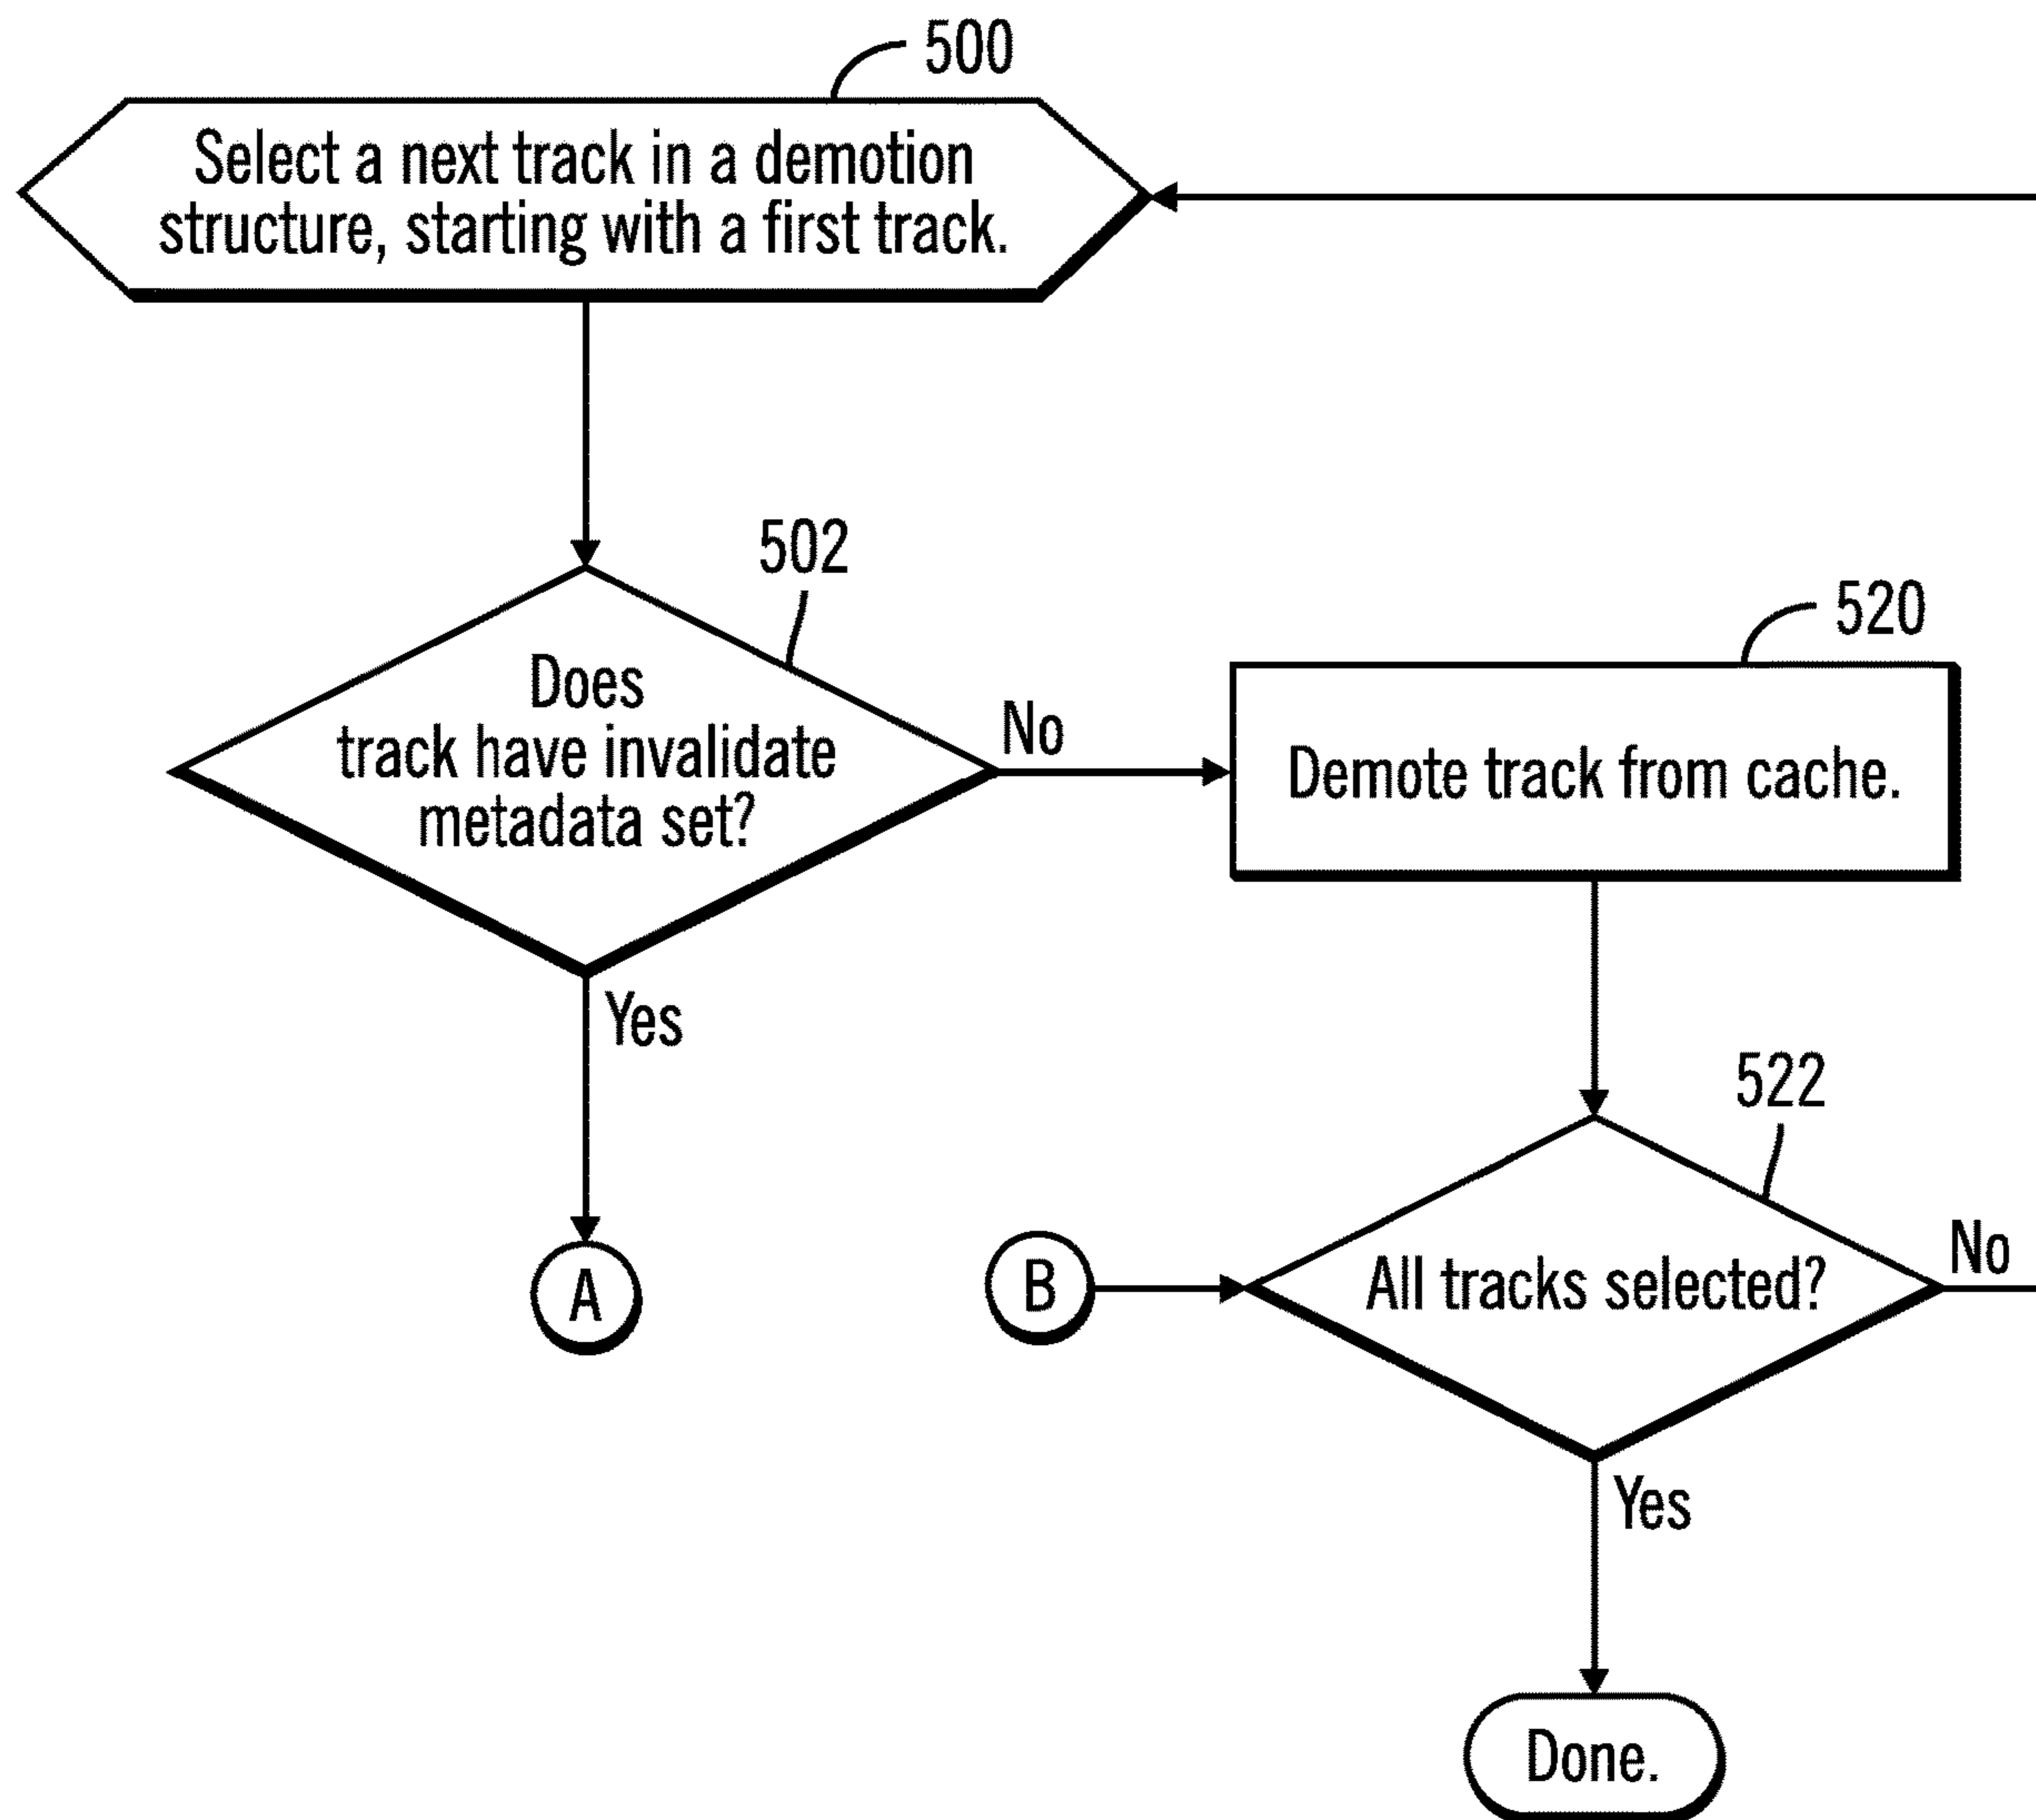 500
Select a next track in a demotion
structure, starting with a first track.
502
Does
track have invalidate
metadata set?
No
520
Demote track from cache.
Yes
522
A
B
All tracks selected?
No
Yes
Done.